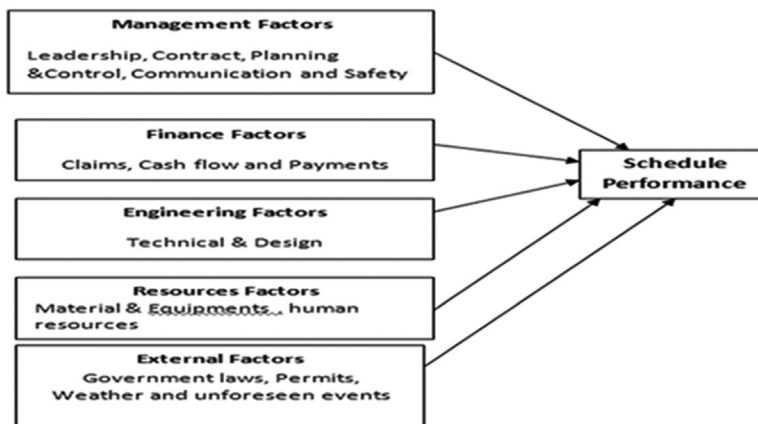 Management Factors
Leadership, Contract, Planning
&Control, Communication and Safety
Finance Factors
Claims, Cash flow and Payments
Engineering Factors
Technical & Design
Resources Factors
Material & Equipments , human
resources
External Factors
Government laws, Permits,
Weather and unforeseen events
Schedule
Performance